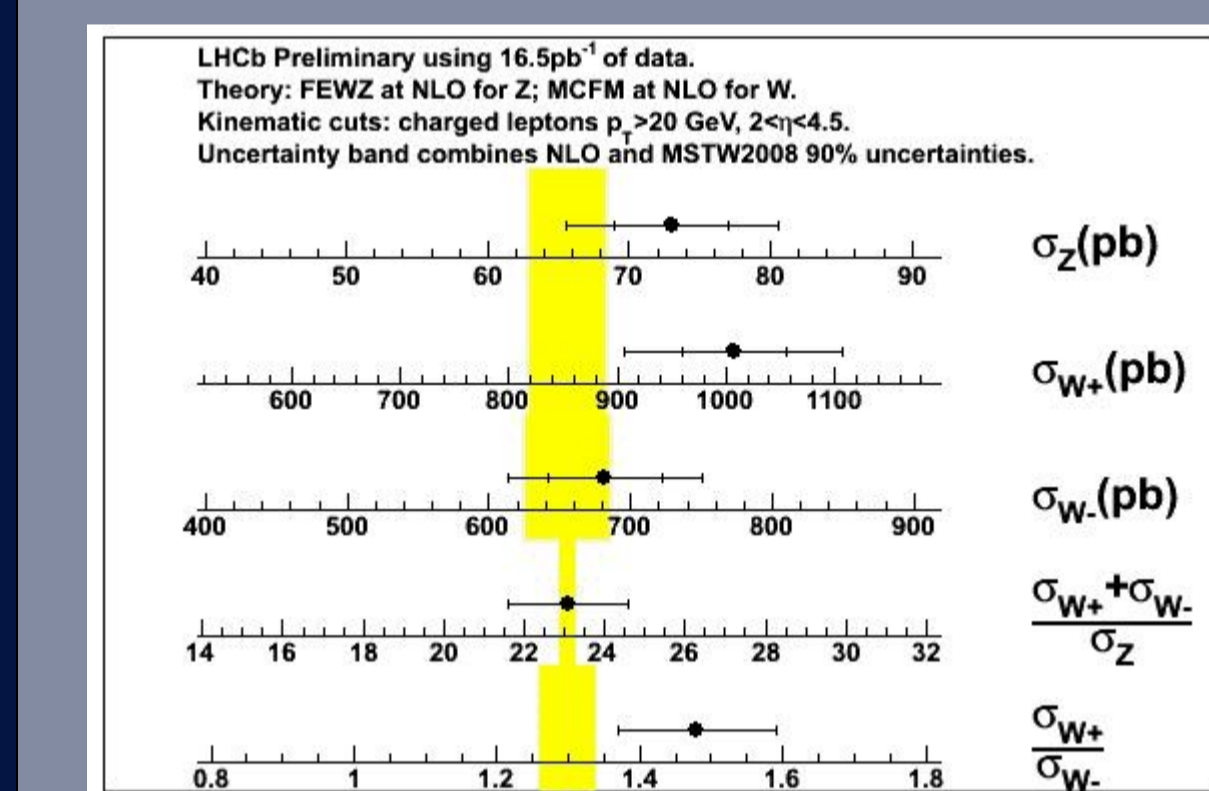 LHCb Preliminary using 16.5pb⁻¹ of data.
Theory: FEWZ at NLO for Z; MCFM at NLO for W.
Kinematic cuts: charged leptons p_T>20 GeV, 2<η<4.5.
Uncertainty band combines NLO and MSTW2008 90% uncertainties.
40 50 60 70 80 90
σ_Z(pb)
600 700 800 900 1000 1100
σ_W+(pb)
400 500 600 700 800 900
σ_W-(pb)
14 16 18 20 22 24 26 28 30 32
σ_W++σ_W-
σ_Z
0.8 1 1.2 1.4 1.6 1.8
σ_W+
σ_W-